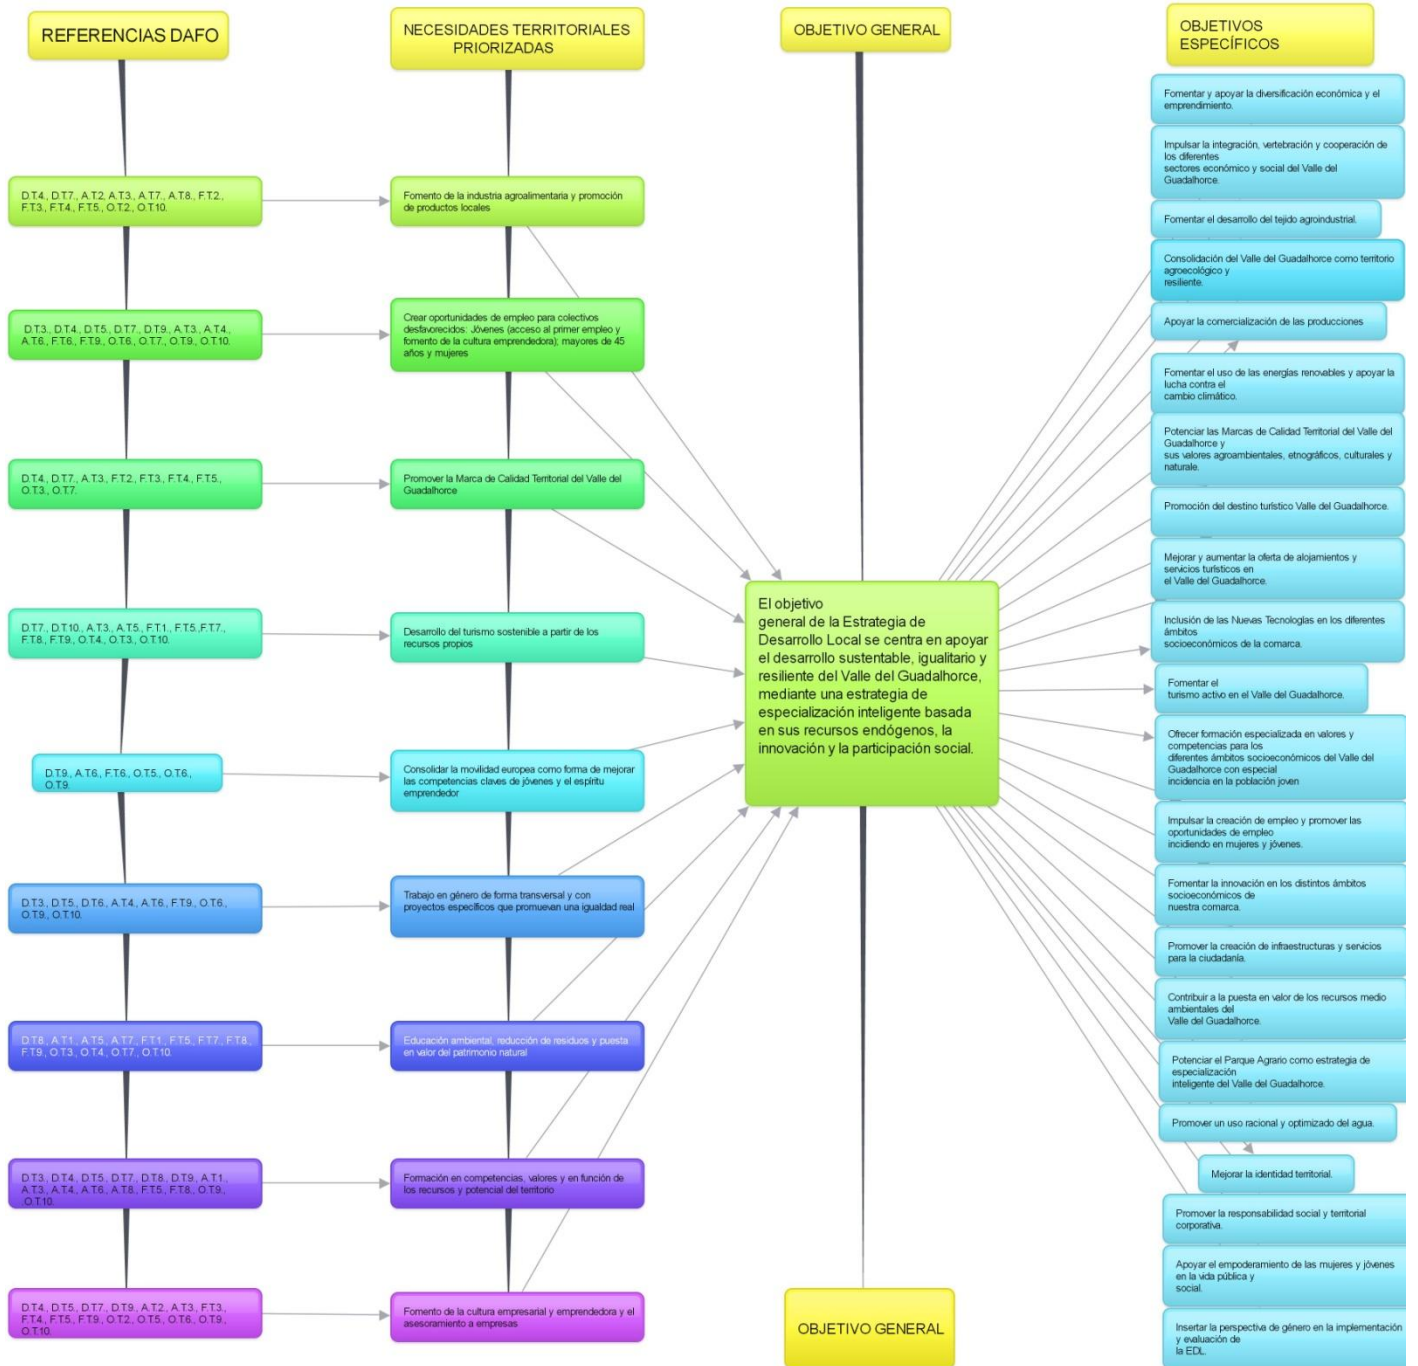 REFERENCIAS DAFO
NECESIDADES TERRITORIALES
PRIORIZADAS
OBJETIVO GENERAL
OBJETIVOS
ESPECÍFICOS
D.T.4., D.T.7., A.T.2, A.T.3., A.T.7., A.T.8., F.T.2.,
F.T.3., F.T.4., F.T.5., O.T.2., O.T.10.
Fomento de la industria agroalimentaria y promoción
de productos locales
D.T.3., D.T.4., D.T.5., D.T.7., D.T.9., A.T.3., A.T.4.,
A.T.6., F.T.6., F.T.9., O.T.6., O.T.7., O.T.9., O.T.10.
Crear oportunidades de empleo para colectivos
desfavorecidos: Jóvenes (acceso al primer empleo y
fomento de la cultura emprendedora); mayores de 45
años y mujeres
D.T.4., D.T.7., A.T.3., F.T.2., F.T.3., F.T.4., F.T.5.,
O.T.3., O.T.7.
Promover la Marca de Calidad Territorial del Valle del
Guadalhorce
D.T.7., D.T.10., A.T.3., A.T.5., F.T.1., F.T.5.,F.T.7.,
F.T.8., F.T.9., O.T.4., O.T.3., O.T.10.
Desarrollo del turismo sostenible a partir de los
recursos propios
D.T.9., A.T.6., F.T.6., O.T.5., O.T.6.,
O.T.9.
Consolidar la movilidad europea como forma de mejorar
las competencias claves de jóvenes y el espíritu
emprendedor
D.T.3., D.T.5., D.T.6., A.T.4., A.T.6., F.T.9., O.T.6.,
O.T.9., O.T.10.
Trabajo en género de forma transversal y con
proyectos específicos que promuevan una igualdad real
D.T.8., A.T.1., A.T.5., A.T.7., F.T.1., F.T.5., F.T.7., F.T.8.,
F.T.9., O.T.3., O.T.4., O.T.7., O.T.10.
Educación ambiental, reducción de residuos y puesta
en valor del patrimonio natural
D.T.3., D.T.4., D.T.5., D.T.7., D.T.8., D.T.9., A.T.1.,
A.T.3., A.T.4., A.T.6., A.T.8., F.T.5., F.T.8., O.T.9.,
O.T.10.
Formación en competencias, valores y en función de
los recursos y potencial del territorio
D.T.4., D.T.5., D.T.7., D.T.9., A.T.2., A.T.3., F.T.3.,
F.T.4., F.T.5., F.T.9., O.T.2., O.T.5., O.T.6., O.T.9.,
O.T.10.
Fomento de la cultura empresarial y emprendedora y el
asesoramiento a empresas
El objetivo
general de la Estrategia de
Desarrollo Local se centra en apoyar
el desarrollo sustentable, igualitario y
resiliente del Valle del Guadalhorce,
mediante una estrategia de
especialización inteligente basada
en sus recursos endógenos, la
innovación y la participación social.
OBJETIVO GENERAL
Fomentar y apoyar la diversificación económica y el
emprendimiento.
Impulsar la integración, vertebración y cooperación de
los diferentes
sectores económico y social del Valle del
Guadalhorce.
Fomentar el desarrollo del tejido agroindustrial.
Consolidación del Valle del Guadalhorce como territorio
agroecológico y
resiliente.
Apoyar la comercialización de las producciones
Fomentar el uso de las energías renovables y apoyar la
lucha contra el
cambio climático.
Potenciar las Marcas de Calidad Territorial del Valle del
Guadalhorce y
sus valores agroambientales, etnográficos, culturales y
naturale.
Promoción del destino turístico Valle del Guadalhorce.
Mejorar y aumentar la oferta de alojamientos y
servicios turísticos en
el Valle del Guadalhorce.
Inclusión de las Nuevas Tecnologías en los diferentes
ámbitos
socioeconómicos de la comarca.
Fomentar el
turismo activo en el Valle del Guadalhorce.
Ofrecer formación especializada en valores y
competencias para los
diferentes ámbitos socioeconómicos del Valle del
Guadalhorce con especial
incidencia en la población joven
Impulsar la creación de empleo y promover las
oportunidades de empleo
incidiendo en mujeres y jóvenes.
Fomentar la innovación en los distintos ámbitos
socioeconómicos de
nuestra comarca.
Promover la creación de infraestructuras y servicios
para la ciudadanía.
Contribuir a la puesta en valor de los recursos medio
ambientales del
Valle del Guadalhorce.
Potenciar el Parque Agrario como estrategia de
especialización
inteligente del Valle del Guadalhorce.
Promover un uso racional y optimizado del agua.
Mejorar la identidad territorial.
Promover la responsabilidad social y territorial
corporativa.
Apoyar el empoderamiento de las mujeres y jóvenes
en la vida pública y
social.
Insertar la perspectiva de género en la implementación
y evaluación de
la EDL.